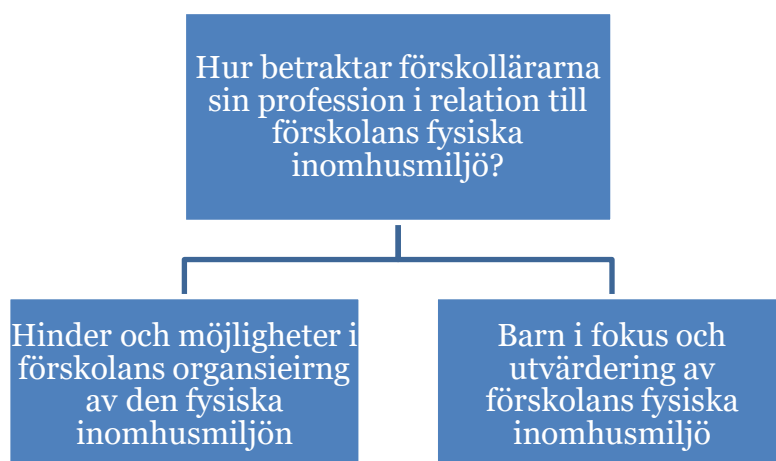 Hur betraktar förskollärarna
sin profession i relation till
förskolans fysiska
inomhusmiljö?
Hinder och möjligheter i
förskolans organsieirng
av den fysiska
inomhusmiljön
Barn i fokus och
utvärdering av
förskolans fysiska
inomhusmiljö